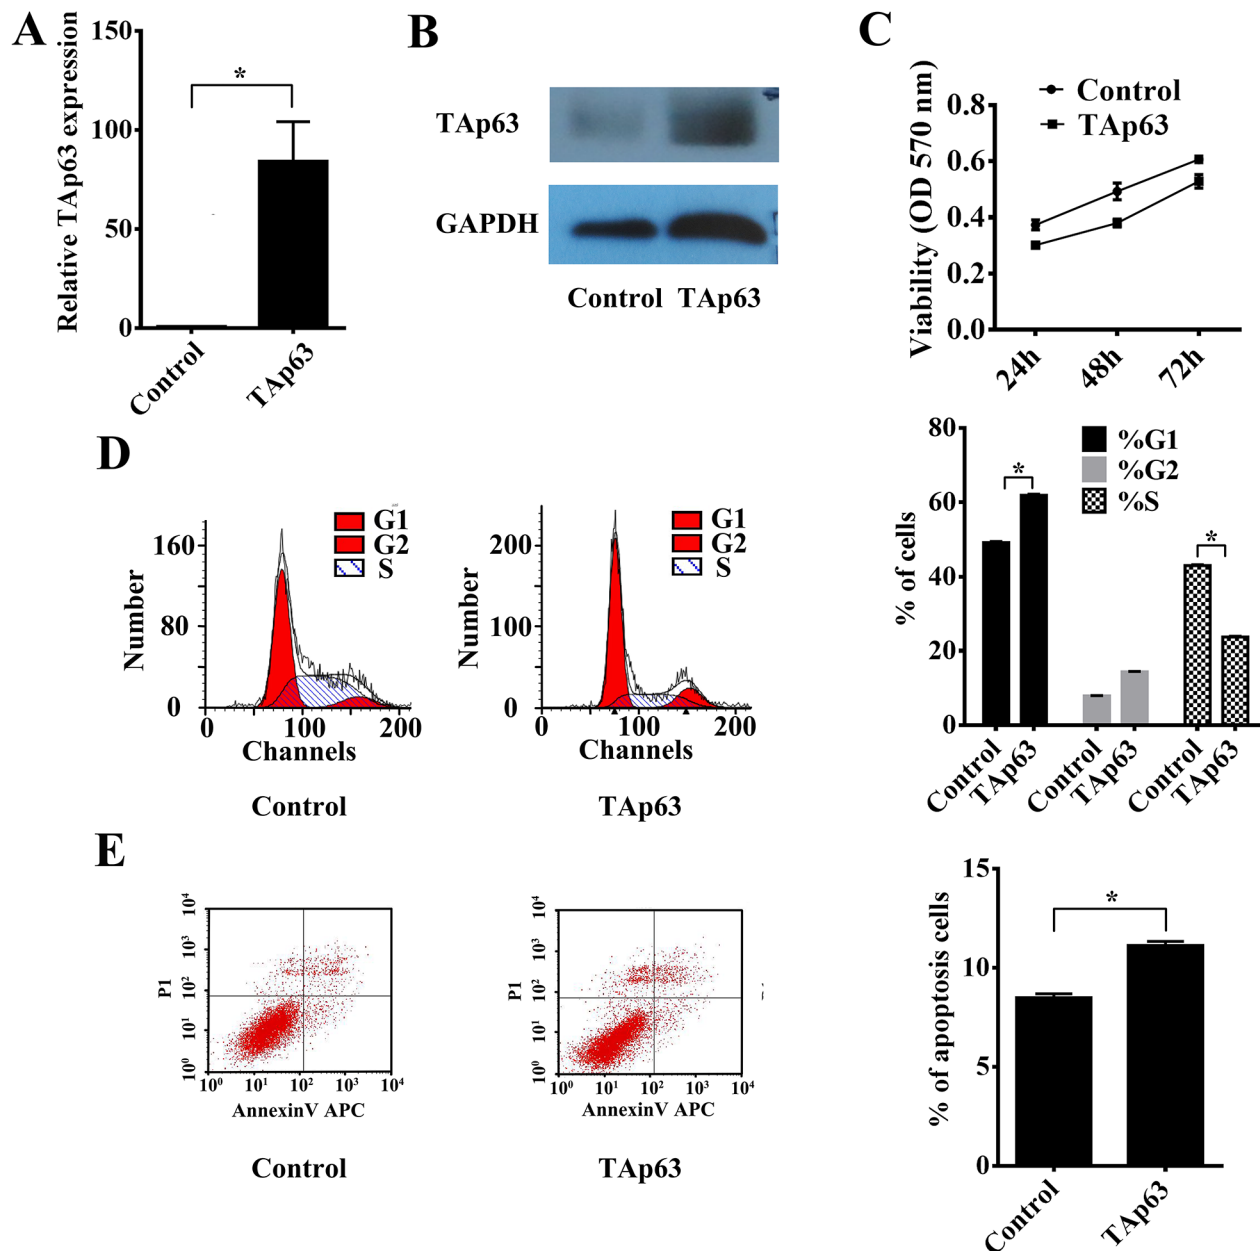 A
Relative TAp63 expression
150
100
50
0
*
Control
TAp63
B
TAp63
GAPDH
Control TAp63
C
Viability (OD 570 nm)
0.8
0.6
0.4
0.2
0.0
Control
TAp63
24h
48h
72h
D
Number
160
80
0
G1
G2
S
0 100 200
Channels
Control
Number
200
100
0
G1
G2
S
0 100 200
Channels
TAp63
% of cells
80
60
40
20
0
%G1
%G2
%S
*
*
Control
TAp63
Control
TAp63
Control
TAp63
E
P1
10⁴
10³
10²
10¹
10⁰
10⁰ 10¹ 10² 10³ 10⁴
AnnexinV APC
Control
P1
10⁴
10³
10²
10¹
10⁰
10⁰ 10¹ 10² 10³ 10⁴
AnnexinV APC
TAp63
% of apoptosis cells
15
10
5
0
*
Control
TAp63